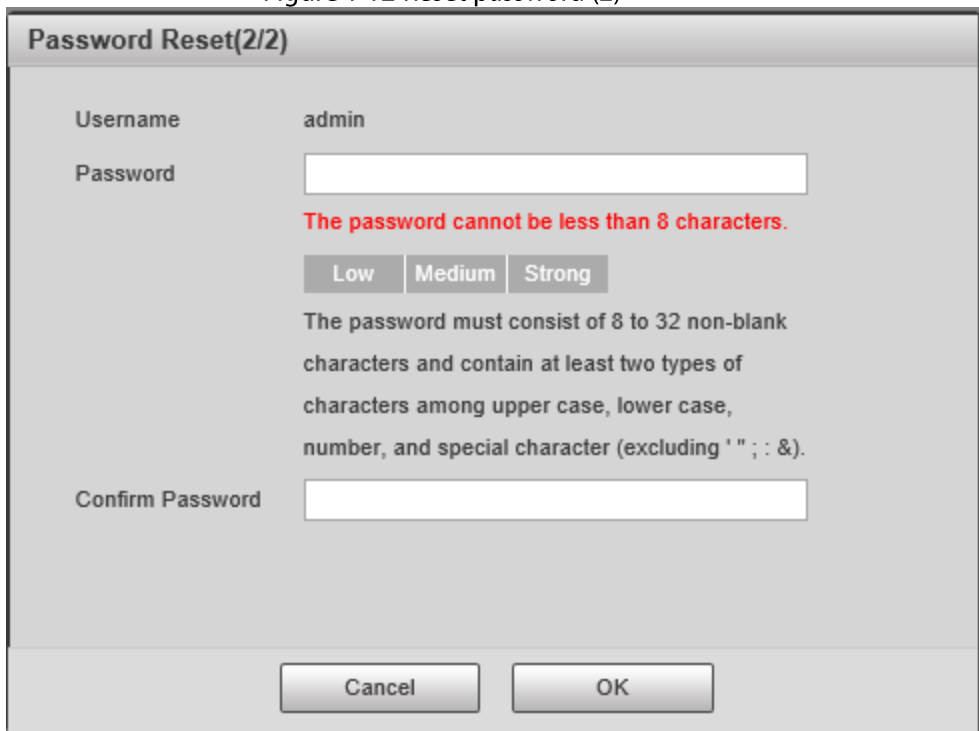 Password Reset(2/2)
Username admin
Password
The password cannot be less than 8 characters.
Low Medium Strong
The password must consist of 8 to 32 non-blank
characters and contain at least two types of
characters among upper case, lower case,
number, and special character (excluding ' " ; : &).
Confirm Password
Cancel OK